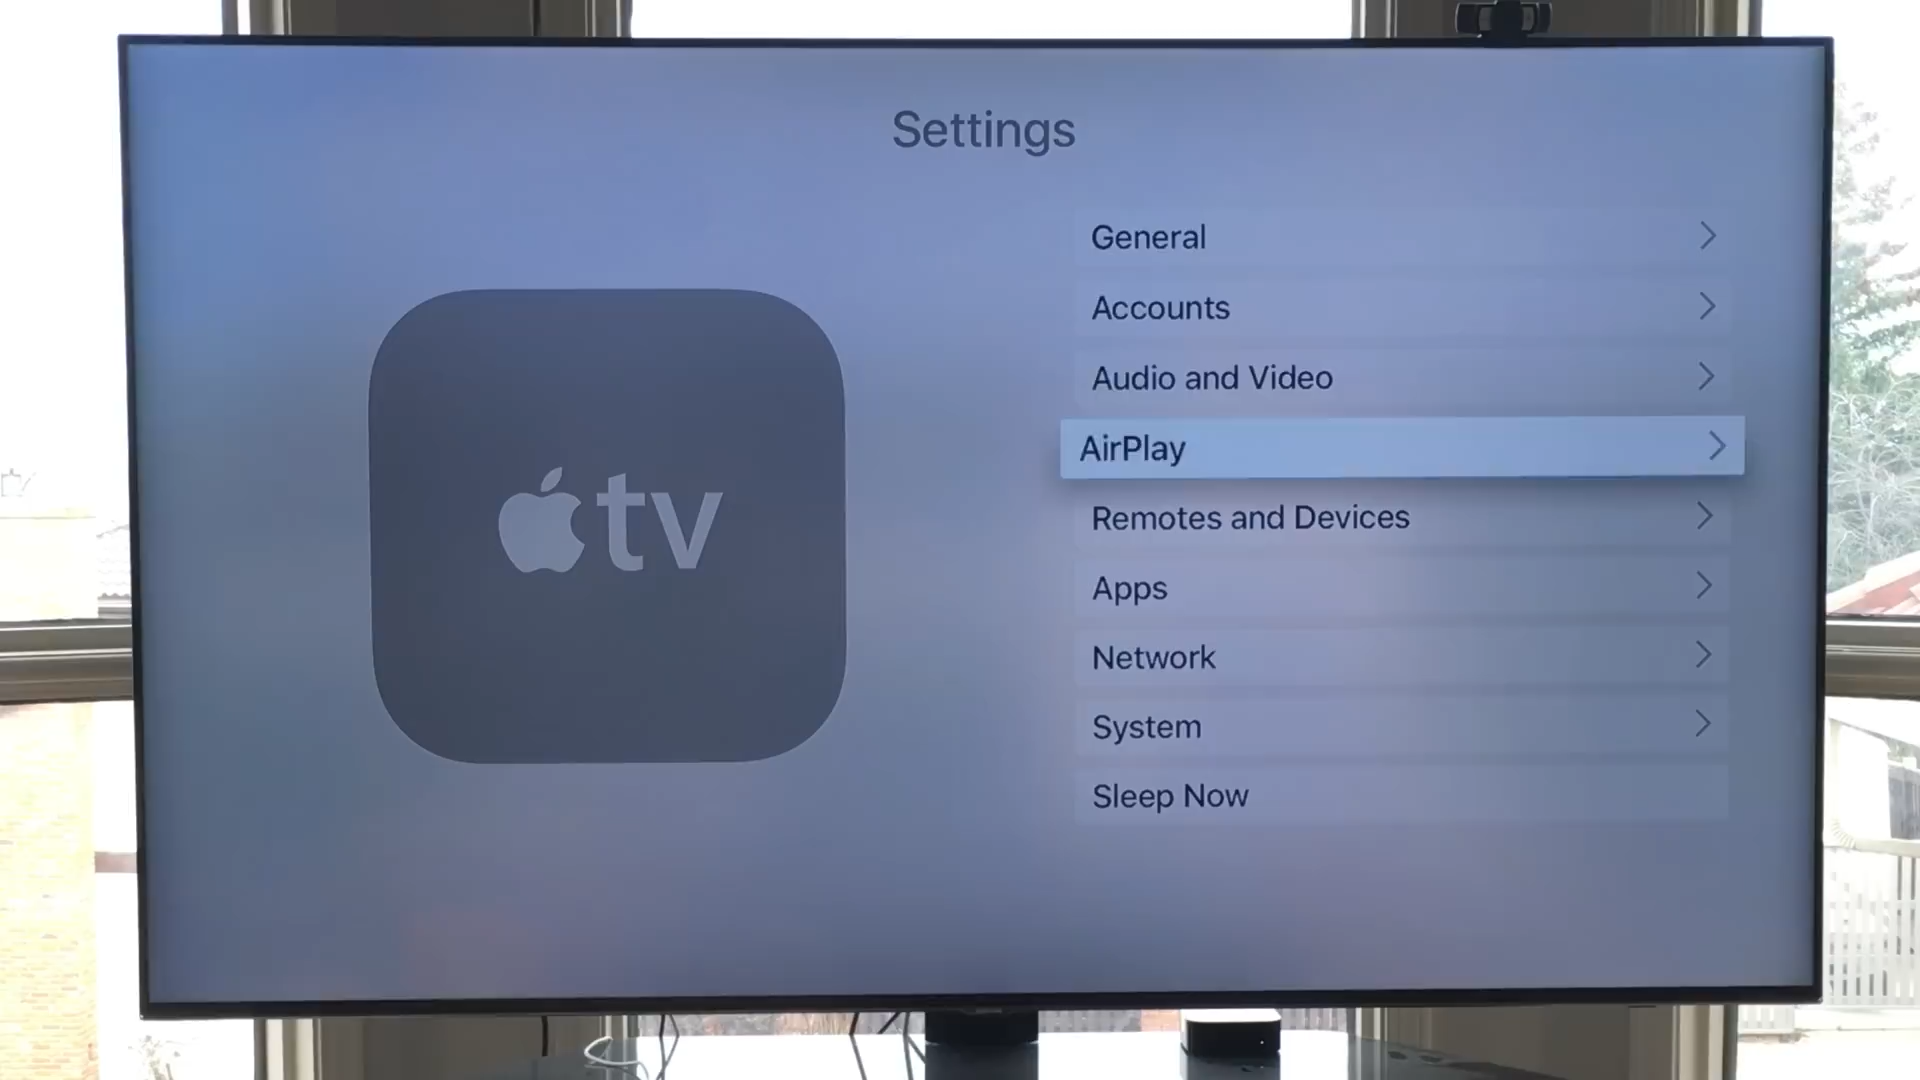 Settings
General
Accounts
Audio and Video
AirPlay
Remotes and Devices
Apps
Network
System
Sleep Now
tv